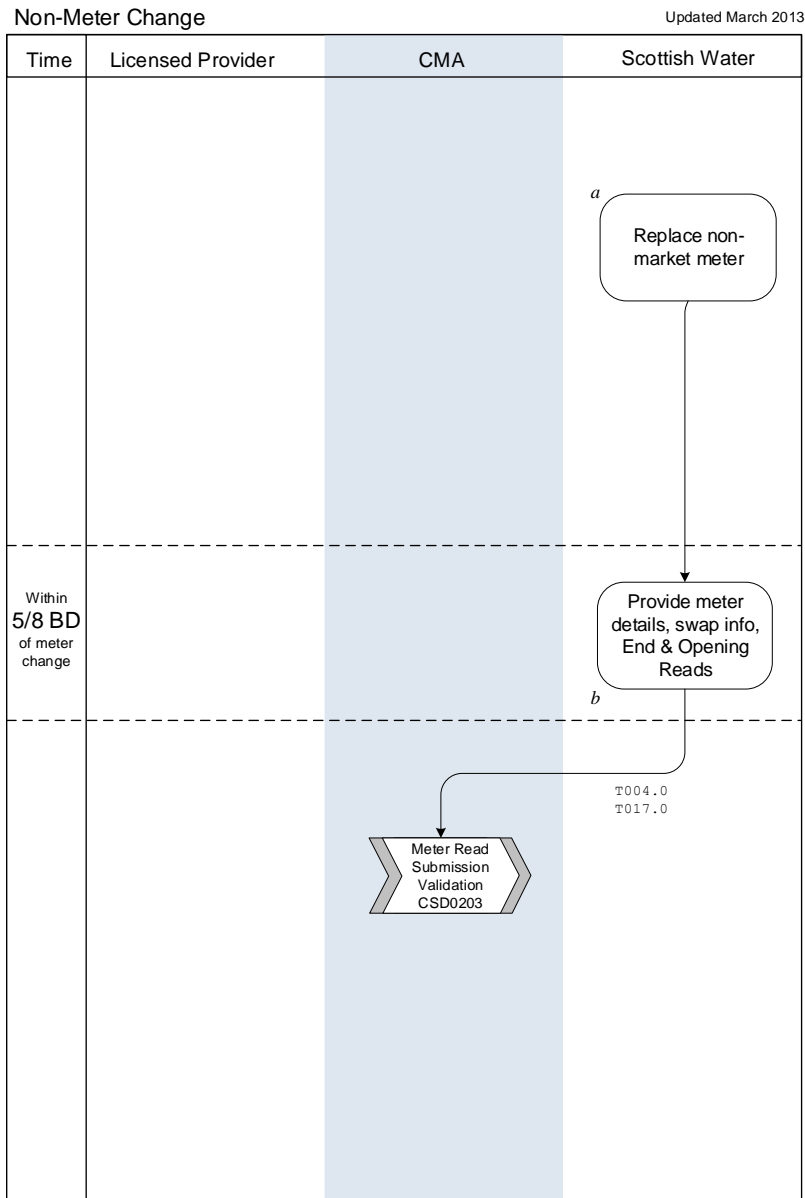 Non-Meter Change
Updated March 2013
Time
Licensed Provider
CMA
Scottish Water
a
Replace non-
market meter
Within
5/8 BD
of meter
change
Provide meter
details, swap info,
End & Opening
Reads
b
T004.0
T017.0
Meter Read
Submission
Validation
CSD0203